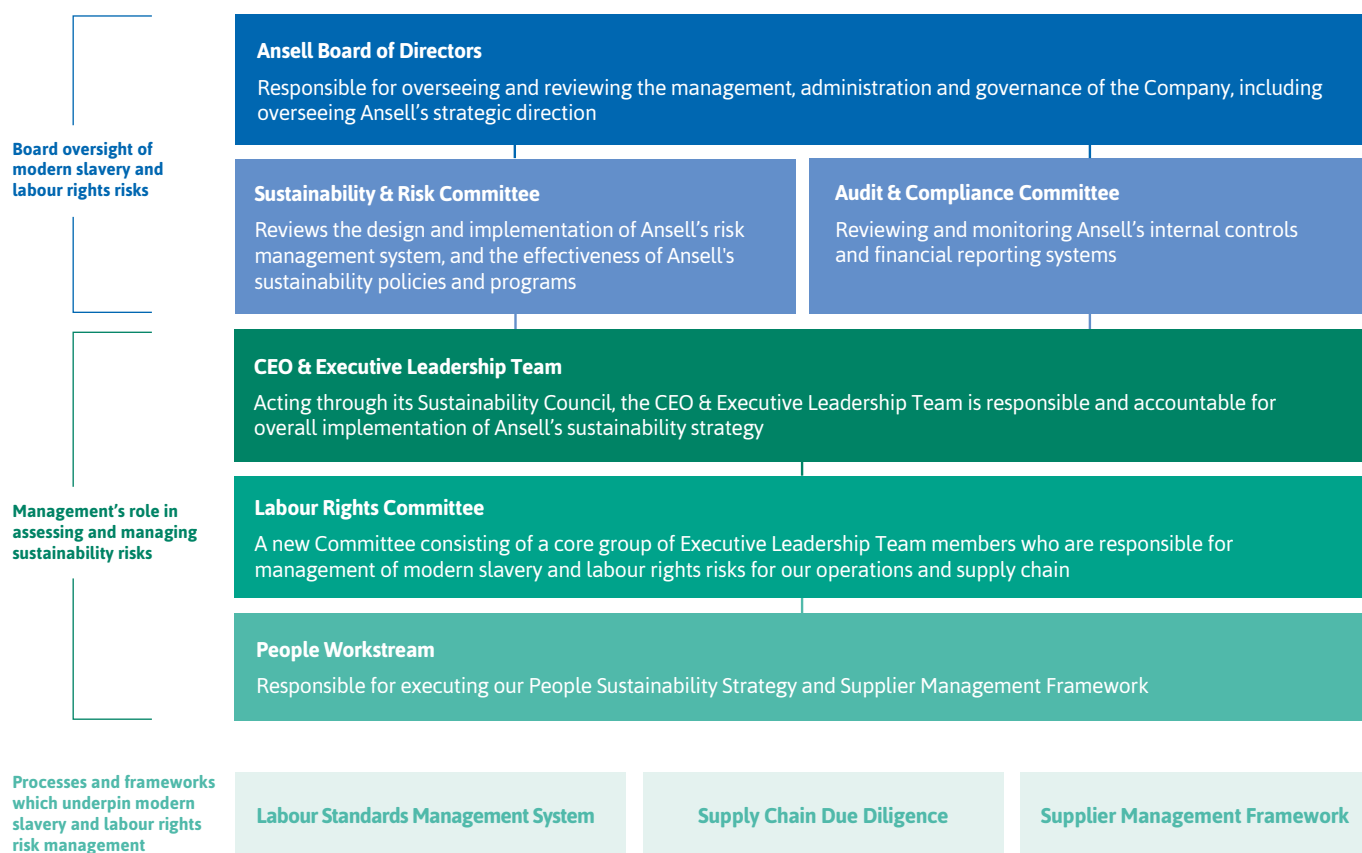 Ansell Board of Directors
Responsible for overseeing and reviewing the management, administration and governance of the Company, including
overseeing Ansell’s strategic direction
Board oversight of
modern slavery and
labour rights risks
Sustainability & Risk Committee
Reviews the design and implementation of Ansell’s risk
management system, and the effectiveness of Ansell's
sustainability policies and programs
Audit & Compliance Committee
Reviewing and monitoring Ansell’s internal controls
and financial reporting systems
CEO & Executive Leadership Team
Acting through its Sustainability Council, the CEO & Executive Leadership Team is responsible and accountable for
overall implementation of Ansell’s sustainability strategy
Management’s role in
assessing and managing
sustainability risks
Labour Rights Committee
A new Committee consisting of a core group of Executive Leadership Team members who are responsible for
management of modern slavery and labour rights risks for our operations and supply chain
People Workstream
Responsible for executing our People Sustainability Strategy and Supplier Management Framework
Processes and frameworks
which underpin modern
slavery and labour rights
risk management
Labour Standards Management System
Supply Chain Due Diligence
Supplier Management Framework